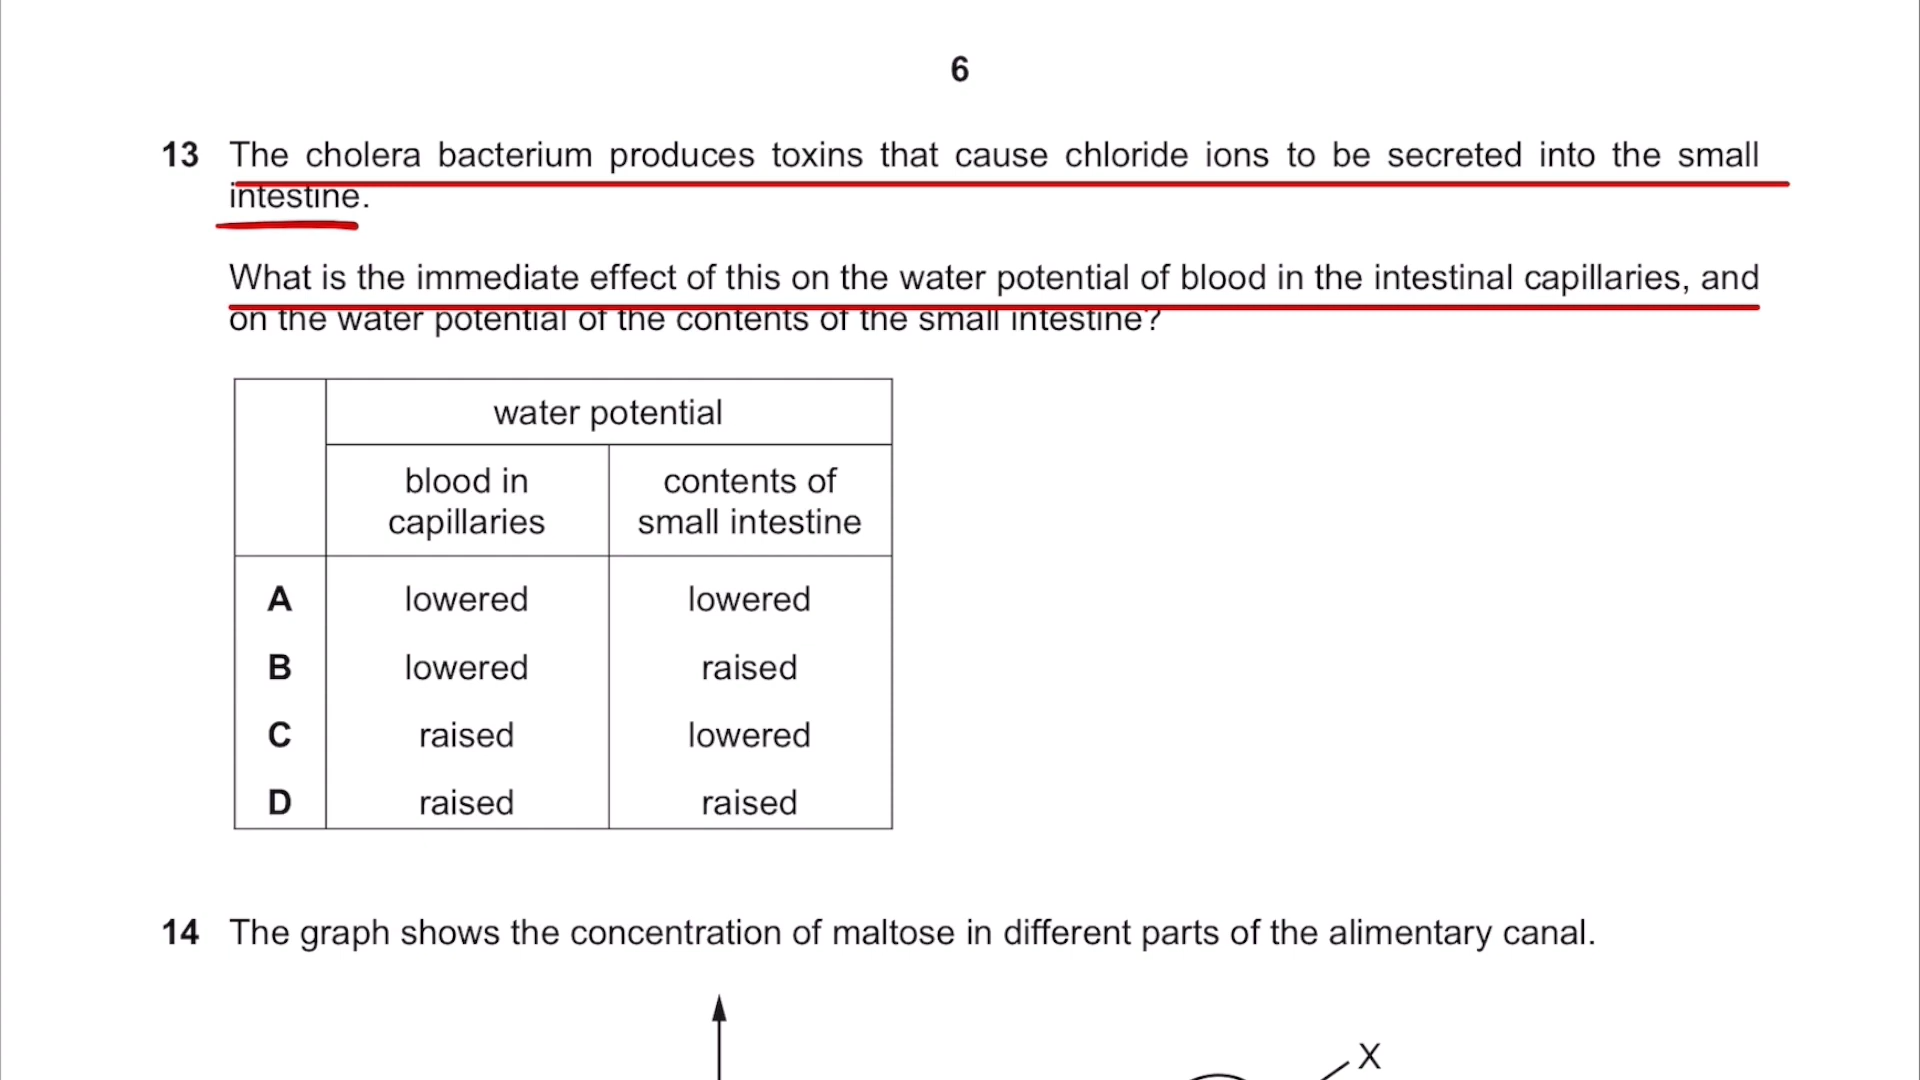 6
13 The cholera bacterium produces toxins that cause chloride ions to be secreted into the small
intestine.
What is the immediate effect of this on the water potential of blood in the intestinal capillaries, and
on the water potential of the contents of the small intestine?
water potential
blood in
capillaries
contents of
small intestine
A lowered lowered
B lowered raised
C raised lowered
D raised raised
14 The graph shows the concentration of maltose in different parts of the alimentary canal.
X